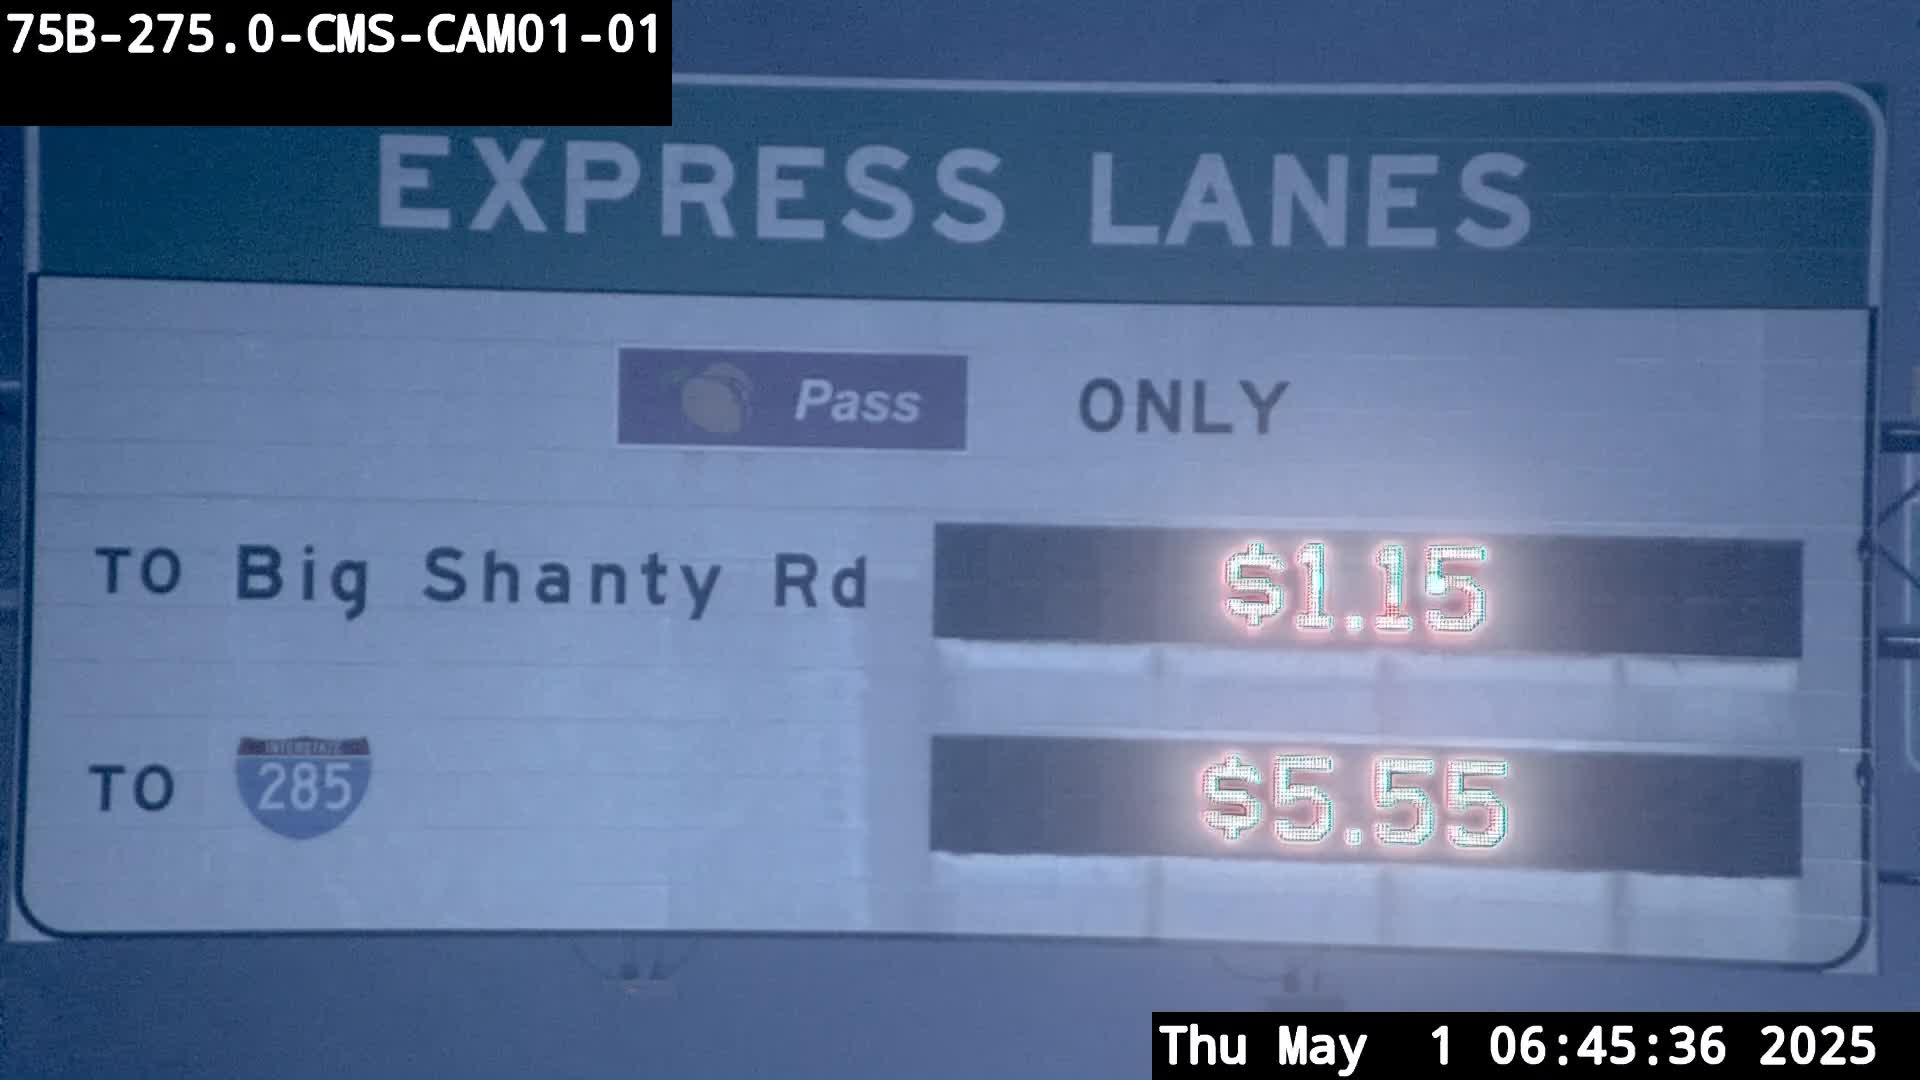 75B-275.0-CMS-CAM01-01
EXPRESS LANES
Pass ONLY
TO Big Shanty Rd $1.15
INTERSTATE
TO 285 $5.55
Thu May 1 06:45:36 2025